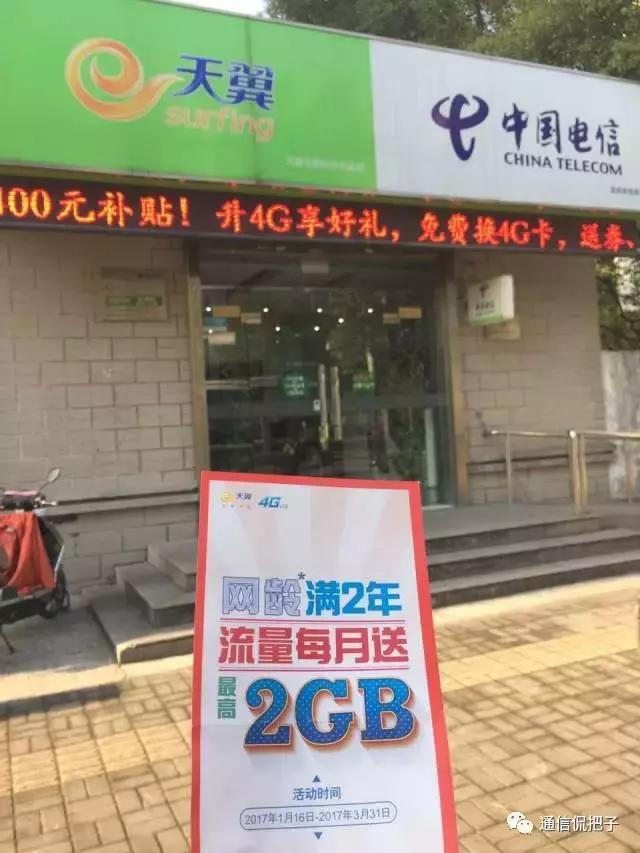 天翼
surfing
中国电信
CHINA TELECOM
400元补贴！ 升4G享好礼，免费换4G卡，送券、
天翼 4G
网龄*满2年
流量每月送
最高
2GB
活动时间
2017年1月16日-2017年3月31日
通信侃把子